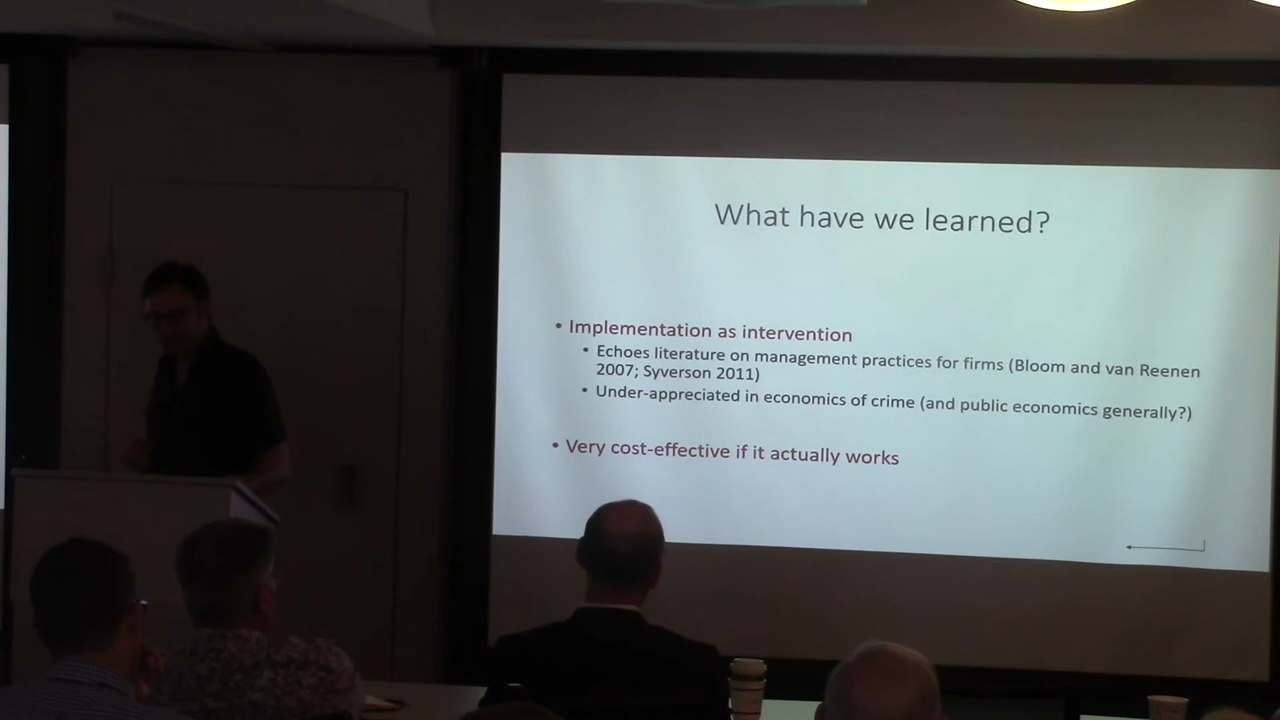 What have we learned?
• Implementation as intervention
• Echoes literature on management practices for firms (Bloom and van Reenen
2007; Syverson 2011)
• Under-appreciated in economics of crime (and public economics generally?)
• Very cost-effective if it actually works